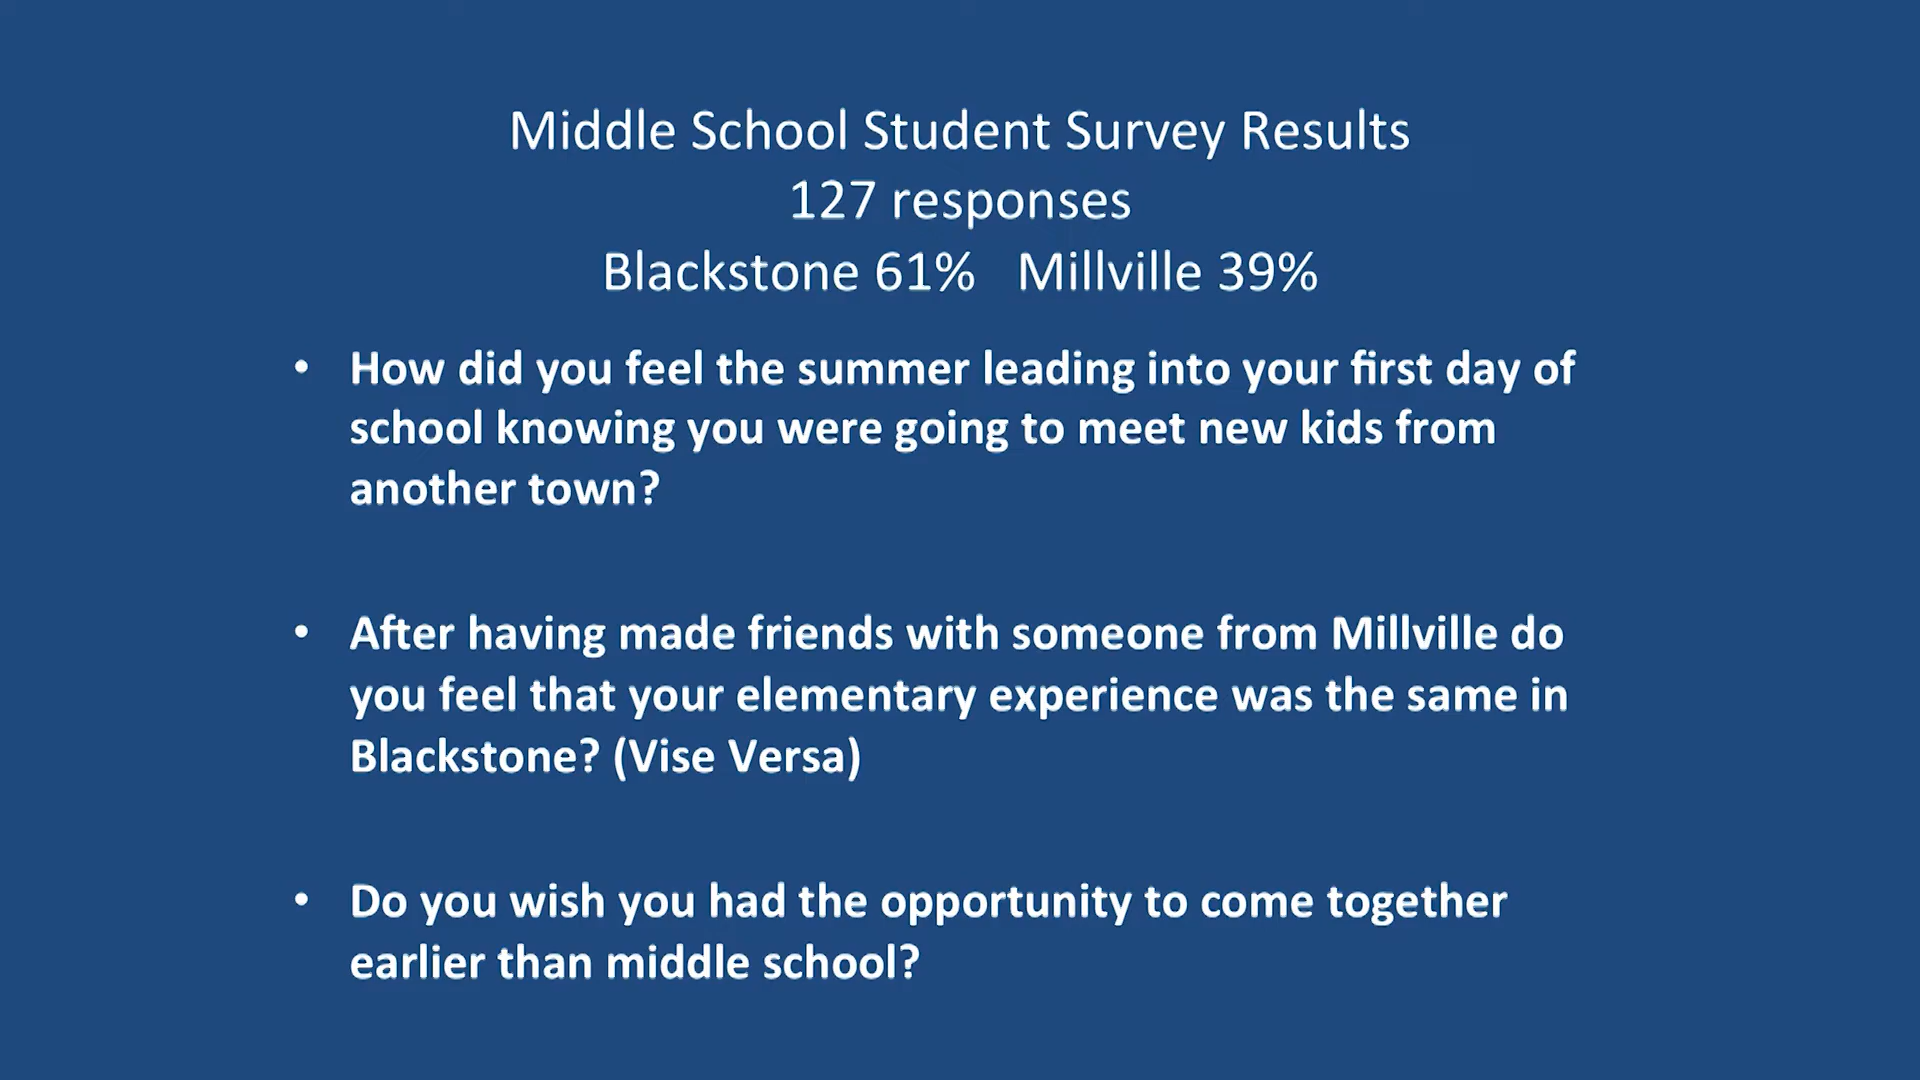 Middle School Student Survey Results
127 responses
Blackstone 61% Millville 39%
• How did you feel the summer leading into your first day of
school knowing you were going to meet new kids from
another town?
• After having made friends with someone from Millville do
you feel that your elementary experience was the same in
Blackstone? (Vise Versa)
• Do you wish you had the opportunity to come together
earlier than middle school?